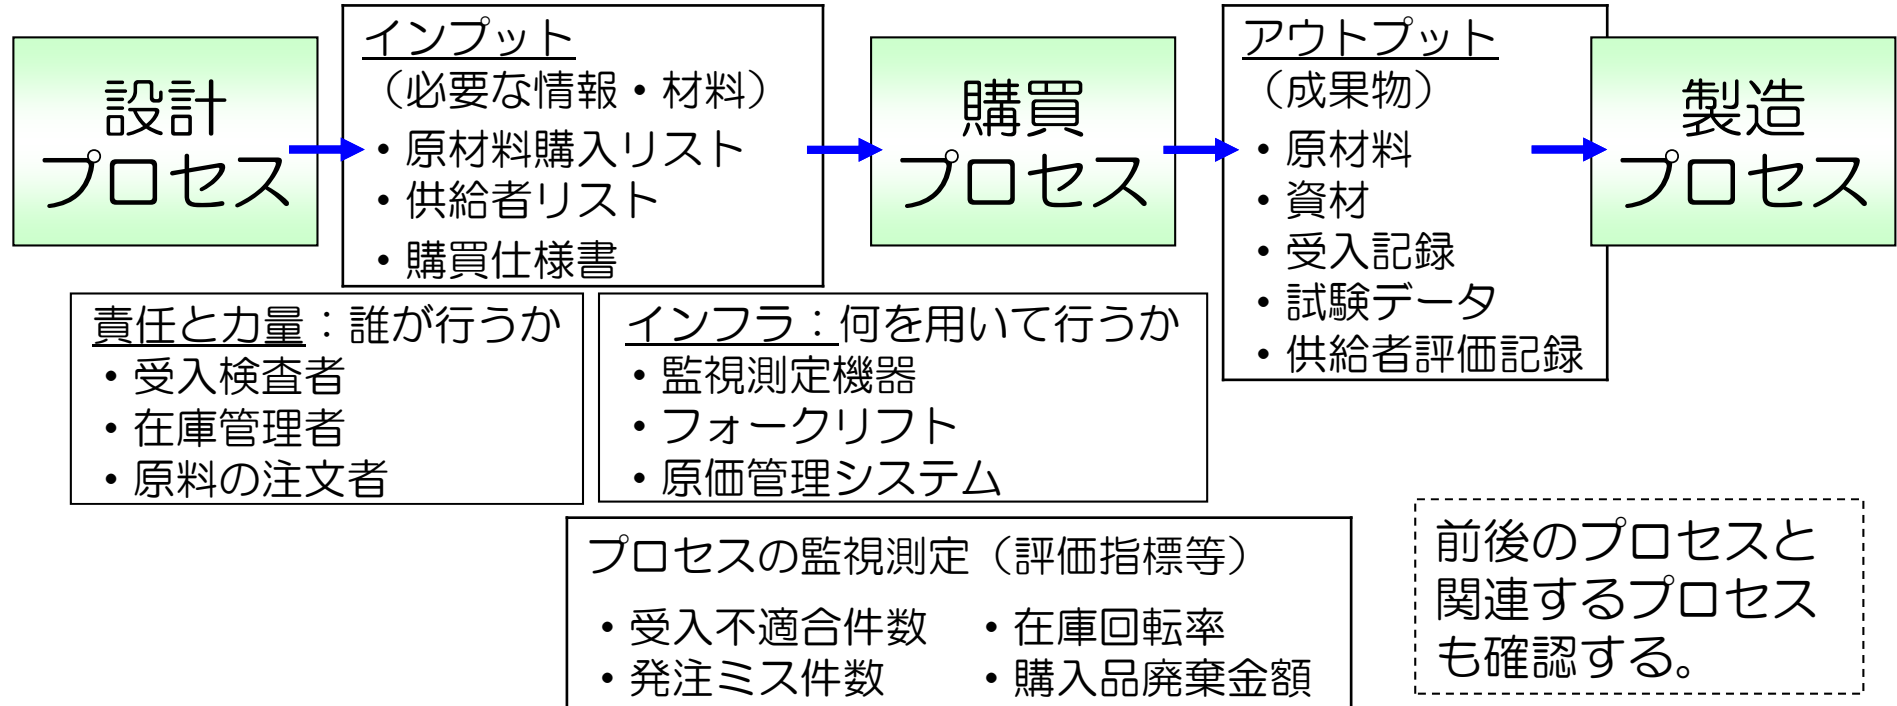 設計
プロセス
インプット
（必要な情報・材料）
・原材料購入リスト
・供給者リスト
・購買仕様書
購買
プロセス
アウトプット
（成果物）
・原材料
・資材
・受入記録
・試験データ
・供給者評価記録
製造
プロセス
責任と力量：誰が行うか
・受入検査者
・在庫管理者
・原料の注文者
インフラ：何を用いて行うか
・監視測定機器
・フォークリフト
・原価管理システム
プロセスの監視測定（評価指標等）
・受入不適合件数　・在庫回転率
・発注ミス件数　・購入品廃棄金額
前後のプロセスと
関連するプロセス
も確認する。